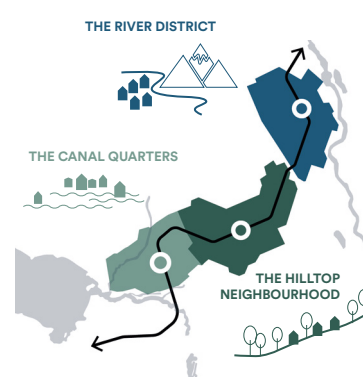 THE RIVER DISTRICT
THE CANAL QUARTERS
THE HILLTOP
NEIGHBOURHOOD